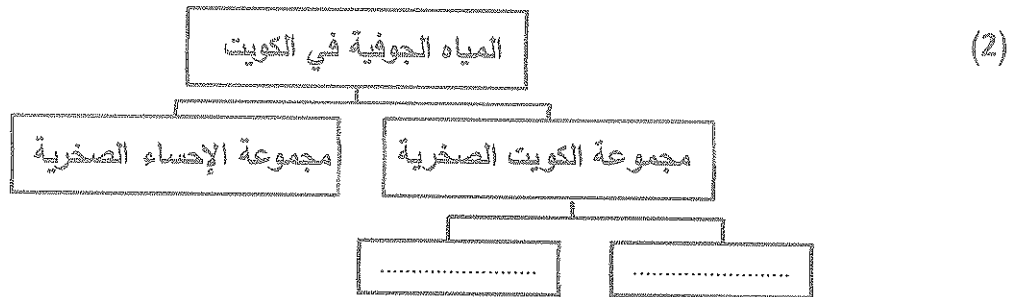 (2)
المياه الجوفية في الكويت
مجموعة الكويت الصخرية
مجموعة الإحساء الصخرية
........................
........................